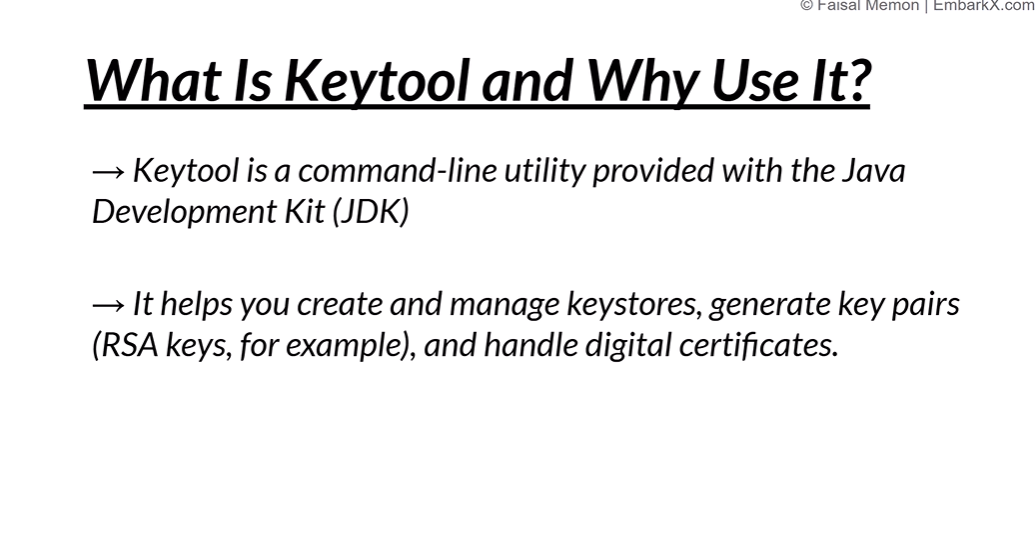 © Faisal Memon | EmbarkX.com
What Is Keytool and Why Use It?
→ Keytool is a command-line utility provided with the Java
Development Kit (JDK)
→ It helps you create and manage keystores, generate key pairs
(RSA keys, for example), and handle digital certificates.